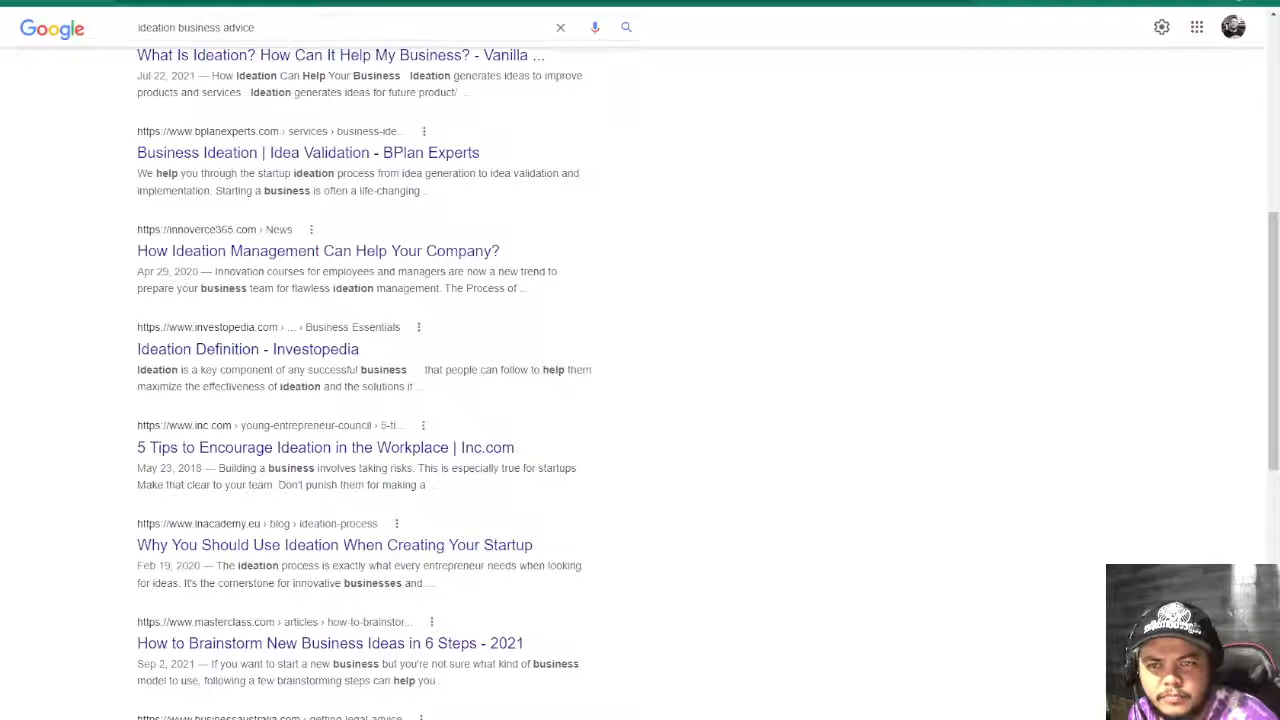 Google
ideation business advice
What Is Ideation? How Can It Help My Business? - Vanilla ...
Jul 22, 2021 — How Ideation Can Help Your Business Ideation generates ideas to improve
products and services Ideation generates ideas for future product/ ...
https://www.bplanexperts.com › services › business-ide...
Business Ideation | Idea Validation - BPlan Experts
We help you through the startup ideation process from idea generation to idea validation and
implementation. Starting a business is often a life-changing ...
https://innoverce365.com › News
How Ideation Management Can Help Your Company?
Apr 29, 2020 — Innovation courses for employees and managers are now a new trend to
prepare your business team for flawless ideation management. The Process of ...
https://www.investopedia.com › ... › Business Essentials
Ideation Definition - Investopedia
Ideation is a key component of any successful business that people can follow to help them
maximize the effectiveness of ideation and the solutions it ...
https://www.inc.com › young-entrepreneur-council › 5-ti...
5 Tips to Encourage Ideation in the Workplace | Inc.com
May 23, 2018 — Building a business involves taking risks. This is especially true for startups
Make that clear to your team Don't punish them for making a ...
https://www.inacademy.eu › blog › ideation-process
Why You Should Use Ideation When Creating Your Startup
Feb 19, 2020 — The ideation process is exactly what every entrepreneur needs when looking
for ideas. It's the cornerstone for innovative businesses and ...
https://www.masterclass.com › articles › how-to-brainstor...
How to Brainstorm New Business Ideas in 6 Steps - 2021
Sep 2, 2021 — If you want to start a new business but you're not sure what kind of business
model to use, following a few brainstorming steps can help you
https://www.businessaustralia.com › getting-legal-advice